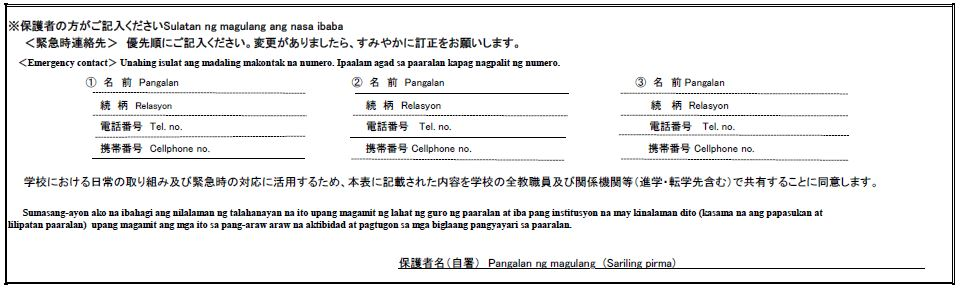 ※保護者の方がご記入くださいSulatan ng magulang ang nasa ibaba
＜緊急時連絡先＞ 優先順にご記入ください。変更がありましたら、すみやかに訂正をお願いします。
＜Emergency contact＞ Unahing isulat ang madaling makontak na numero. Ipaalam agad sa paaralan kapag nagpalit ng numero.
① 名 前 Pangalan ② 名 前 Pangalan ③ 名 前 Pangalan
続 柄 Relasyon 続 柄 Relasyon 続 柄 Relasyon
電話番号 Tel. no. 電話番号 Tel. no. 電話番号 Tel. no.
携帯番号 Cellphone no. 携帯番号 Cellphone no. 携帯番号 Cellphone no.
学校における日常の取り組み及び緊急時の対応に活用するため、本表に記載された内容を学校の全教職員及び関係機関等（進学・転学先含む）で共有することに同意します。
Sumasang-ayon ako na ibahagi ang nilalaman ng talahanayan na ito upang magamit ng lahat ng guro ng paaralan at iba pang institusyon na may kinalaman dito (kasama na ang papasukan at
lilipatan paaralan) upang magamit ang mga ito sa pang-araw araw na aktibidad at pagtugon sa mga biglaang pangyayari sa paaralan.
保護者名（自署） Pangalan ng magulang (Sariling pirma)